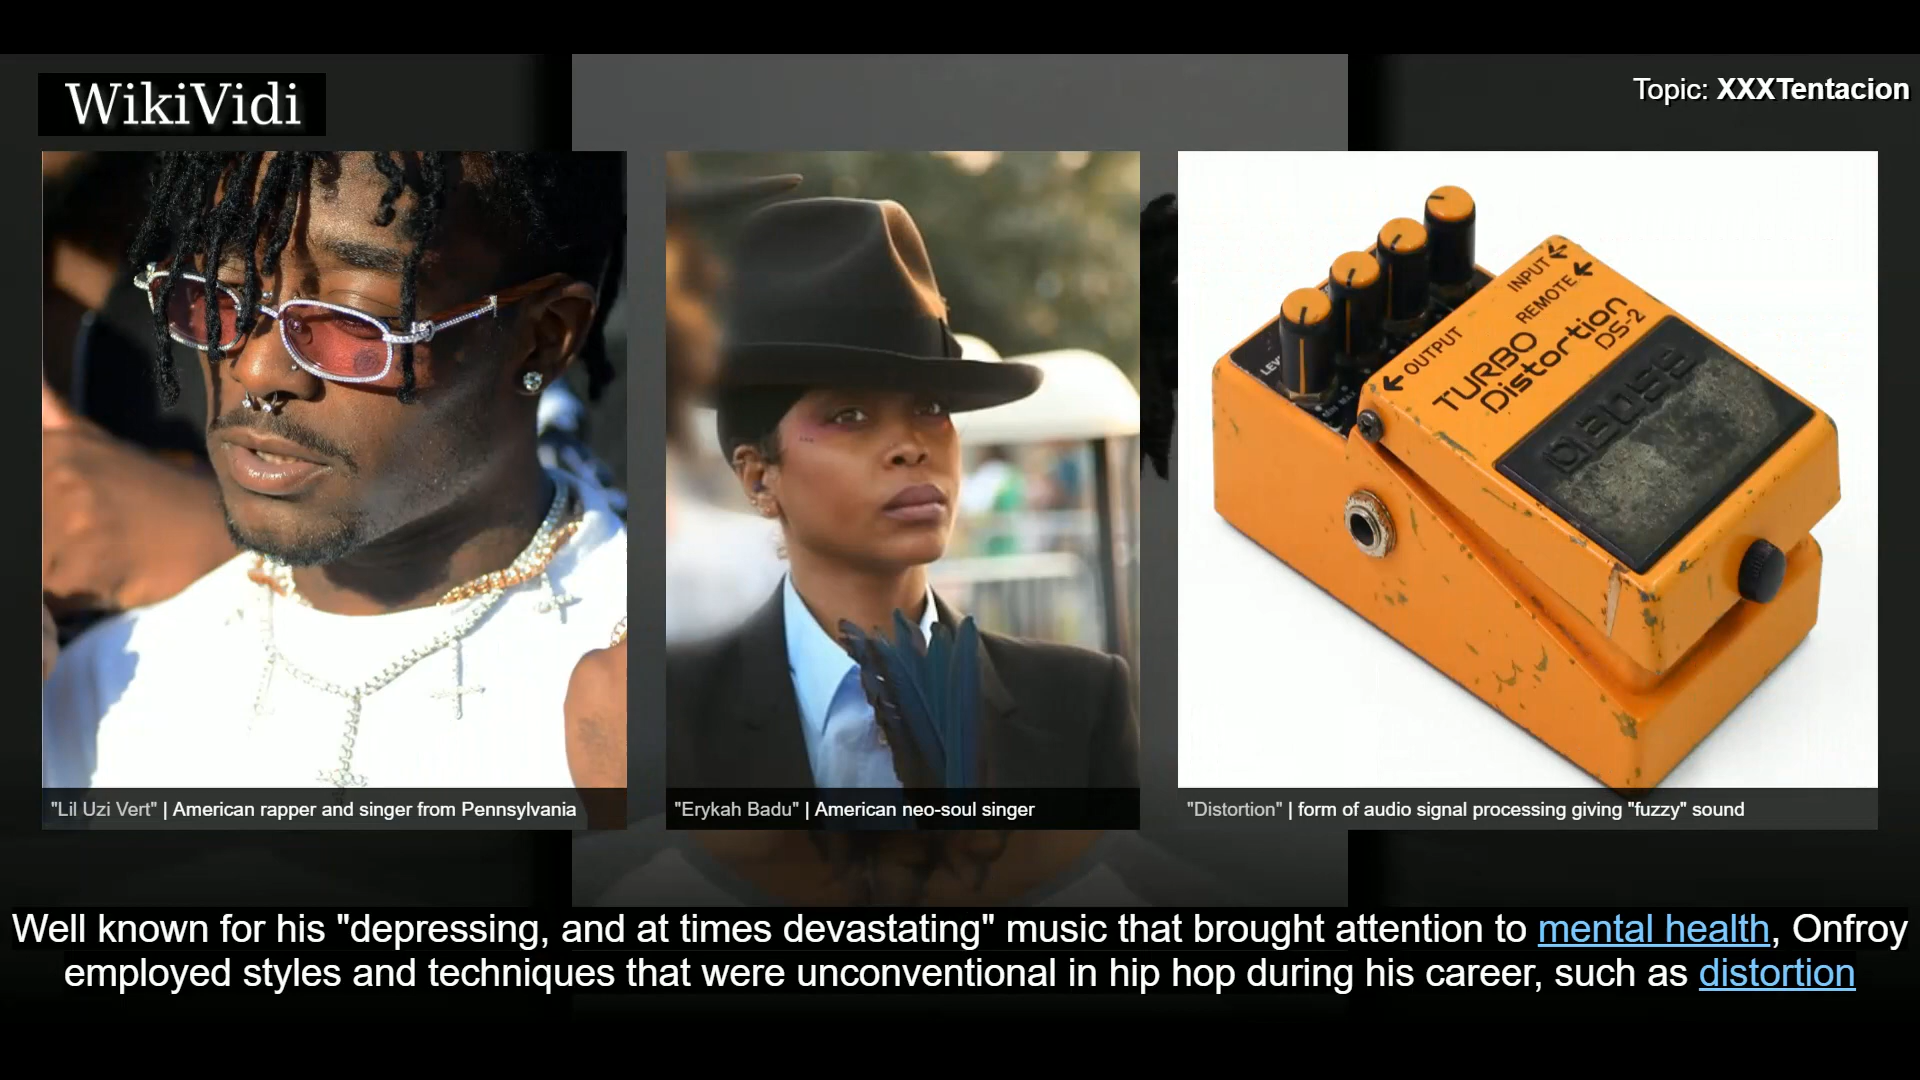 WikiVidi
Topic: XXXTentacion
INPUT
REMOTE
OUTPUT
TURBO
Distortion
DS-2
BOSS
"Lil Uzi Vert" | American rapper and singer from Pennsylvania
"Erykah Badu" | American neo-soul singer
"Distortion" | form of audio signal processing giving "fuzzy" sound
Well known for his "depressing, and at times devastating" music that brought attention to mental health, Onfroy
employed styles and techniques that were unconventional in hip hop during his career, such as distortion